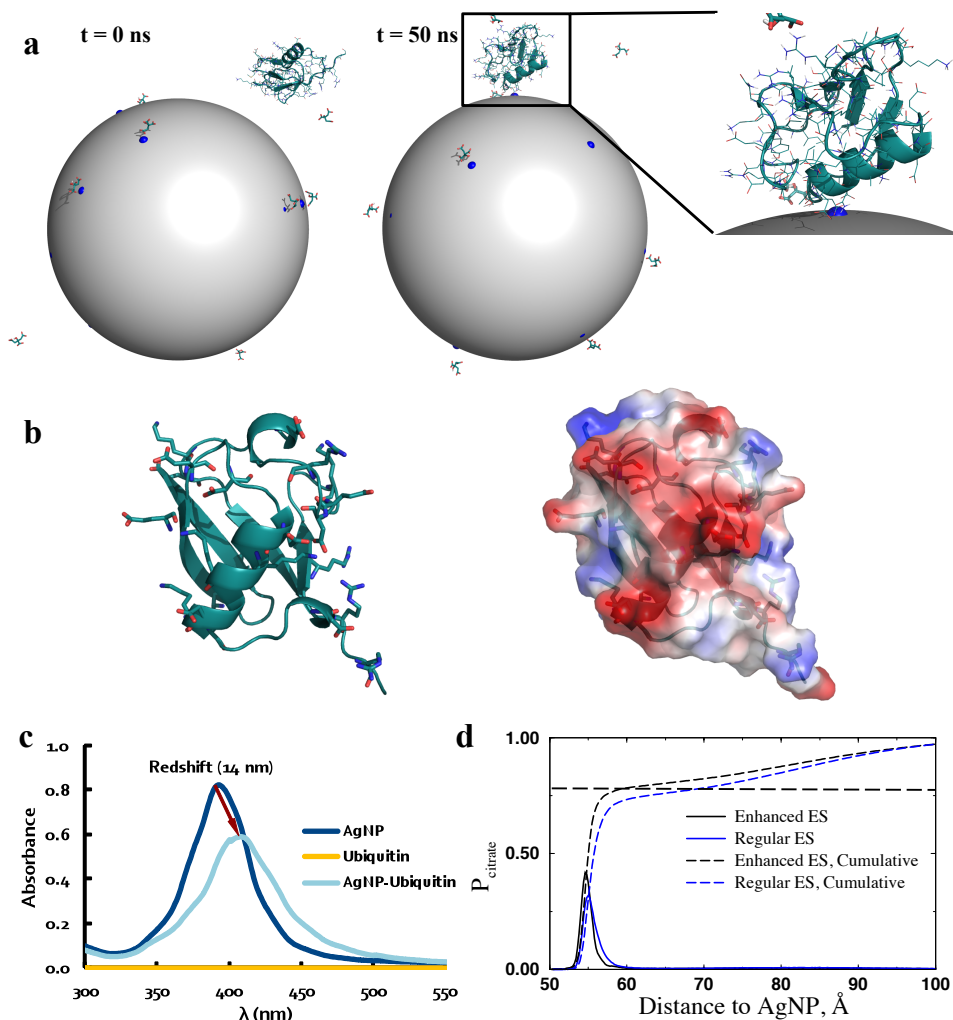 a
t = 0 ns
t = 50 ns
b
c
1.0
0.8
0.6
0.4
0.2
0.0
Absorbance
Redshift (14 nm)
AgNP
Ubiquitin
AgNP-Ubiquitin
300 350 400 450 500 550
λ (nm)
d
1.00
0.50
0.00
Pcitrate
Enhanced ES
Regular ES
Enhanced ES, Cumulative
Regular ES, Cumulative
50 60 70 80 90 100
Distance to AgNP, Å